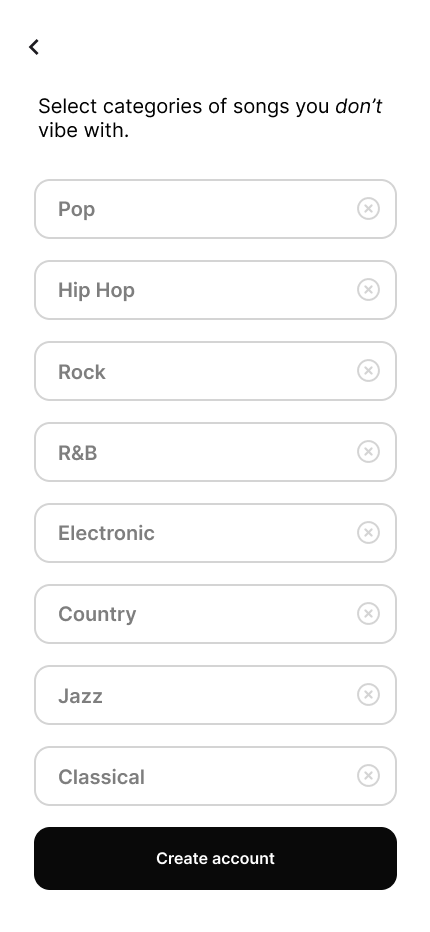 Select categories of songs you don’t
vibe with.
Pop
Hip Hop
Rock
R&B
Electronic
Country
Jazz
Classical
Create account